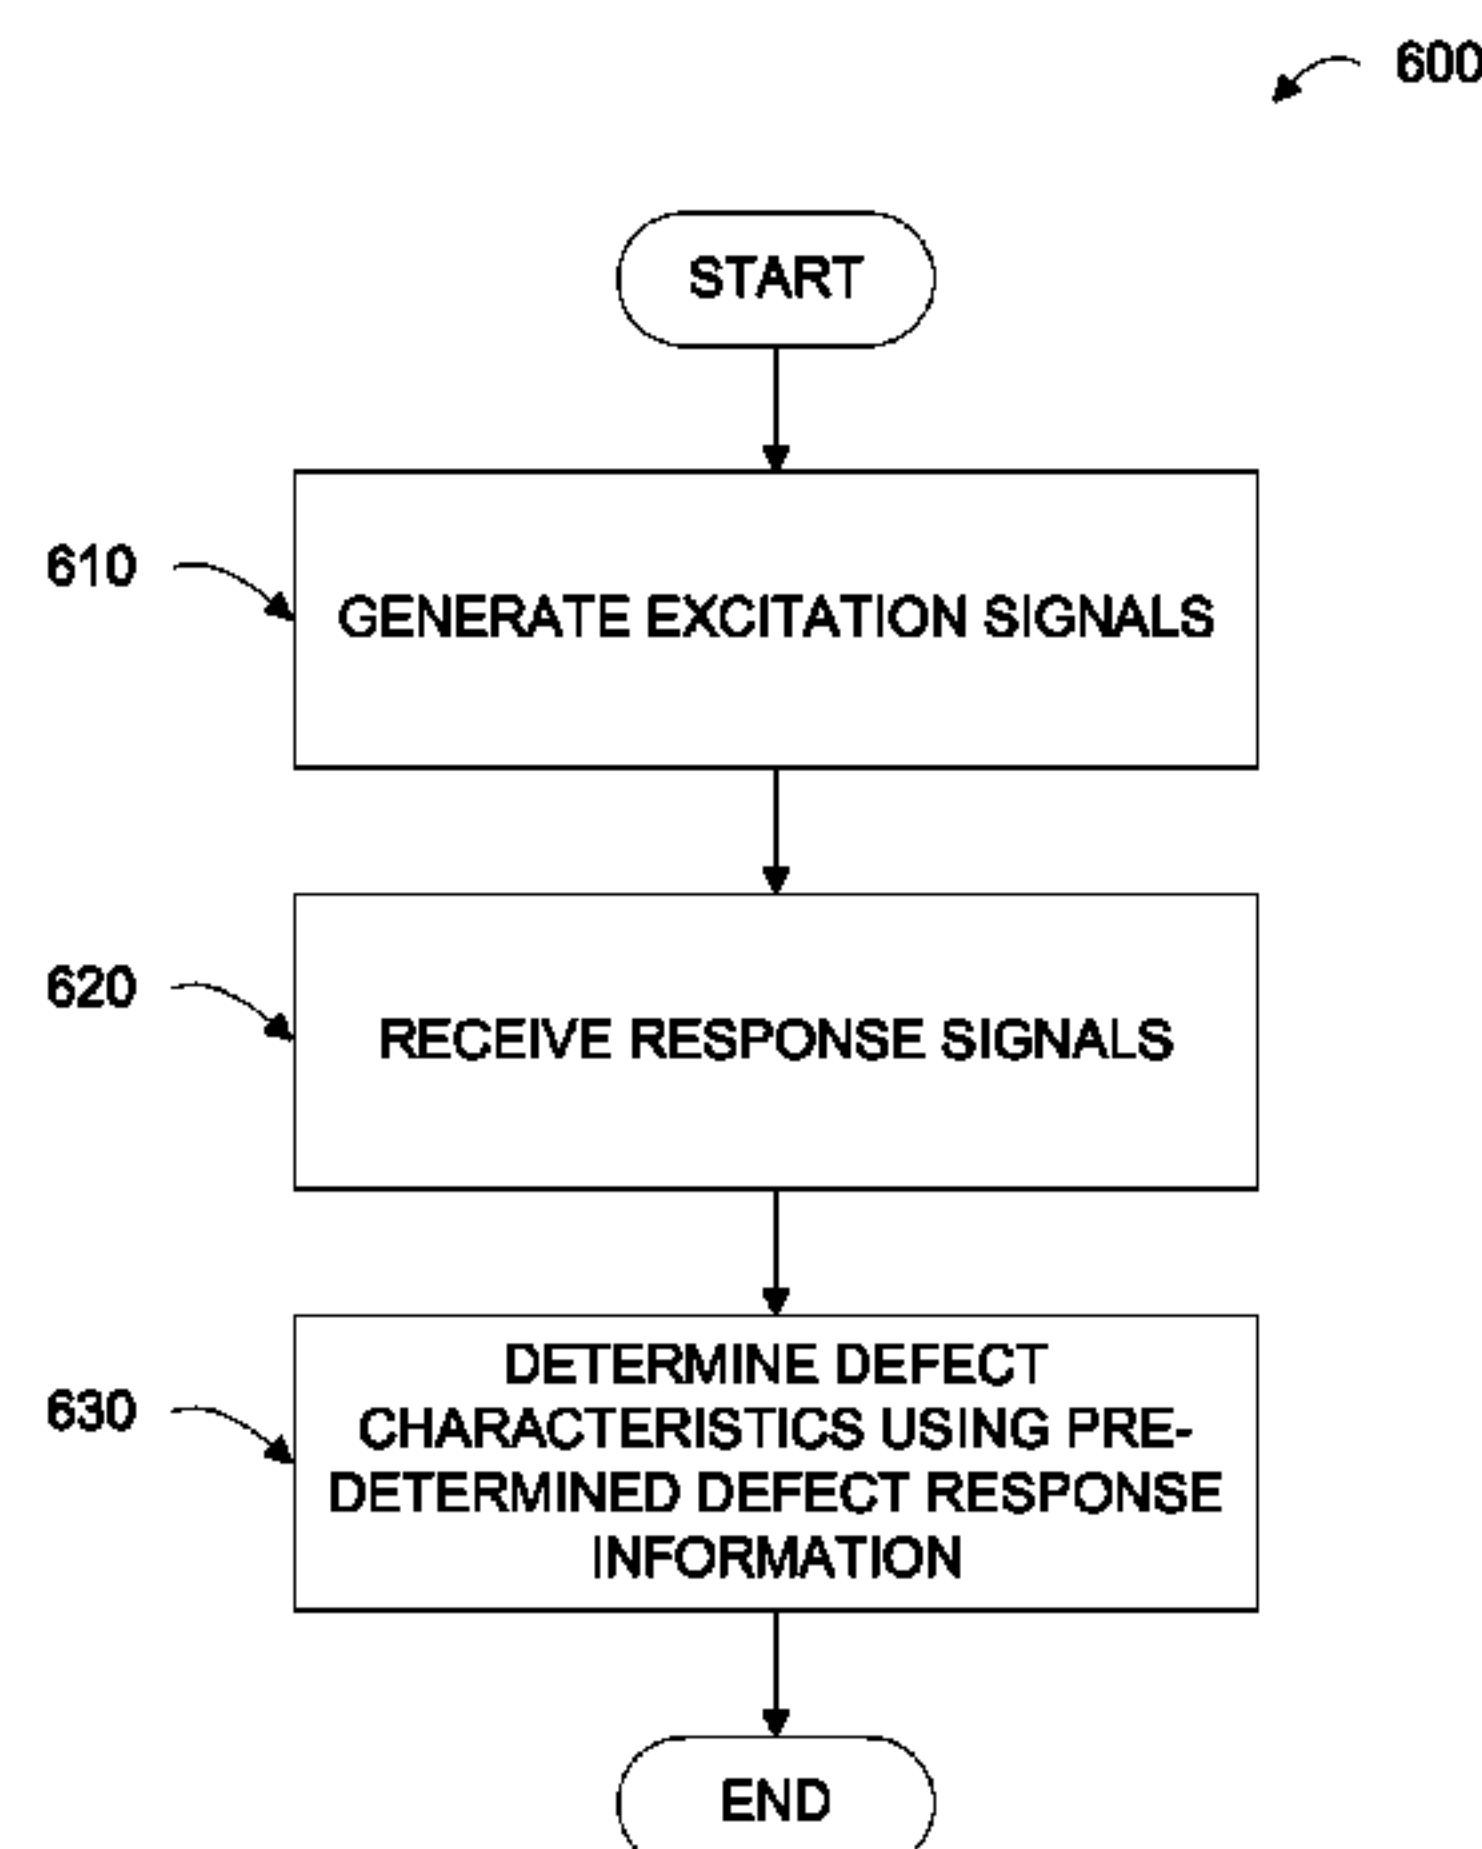 600
START
610
GENERATE EXCITATION SIGNALS
620
RECEIVE RESPONSE SIGNALS
630
DETERMINE DEFECT
CHARACTERISTICS USING PRE-
DETERMINED DEFECT RESPONSE
INFORMATION
END